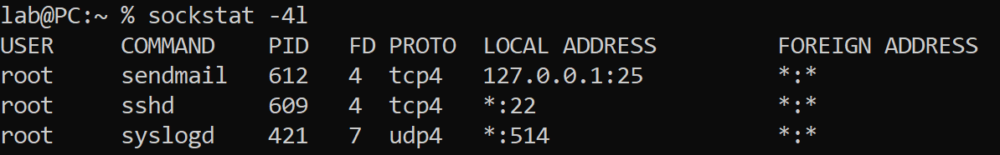 lab@PC:~ % sockstat -4l
USER     COMMAND    PID   FD PROTO  LOCAL ADDRESS         FOREIGN ADDRESS
root     sendmail   612   4  tcp4   127.0.0.1:25          *:*
root     sshd       609   4  tcp4   *:22                  *:*
root     syslogd    421   7  udp4   *:514                 *:*